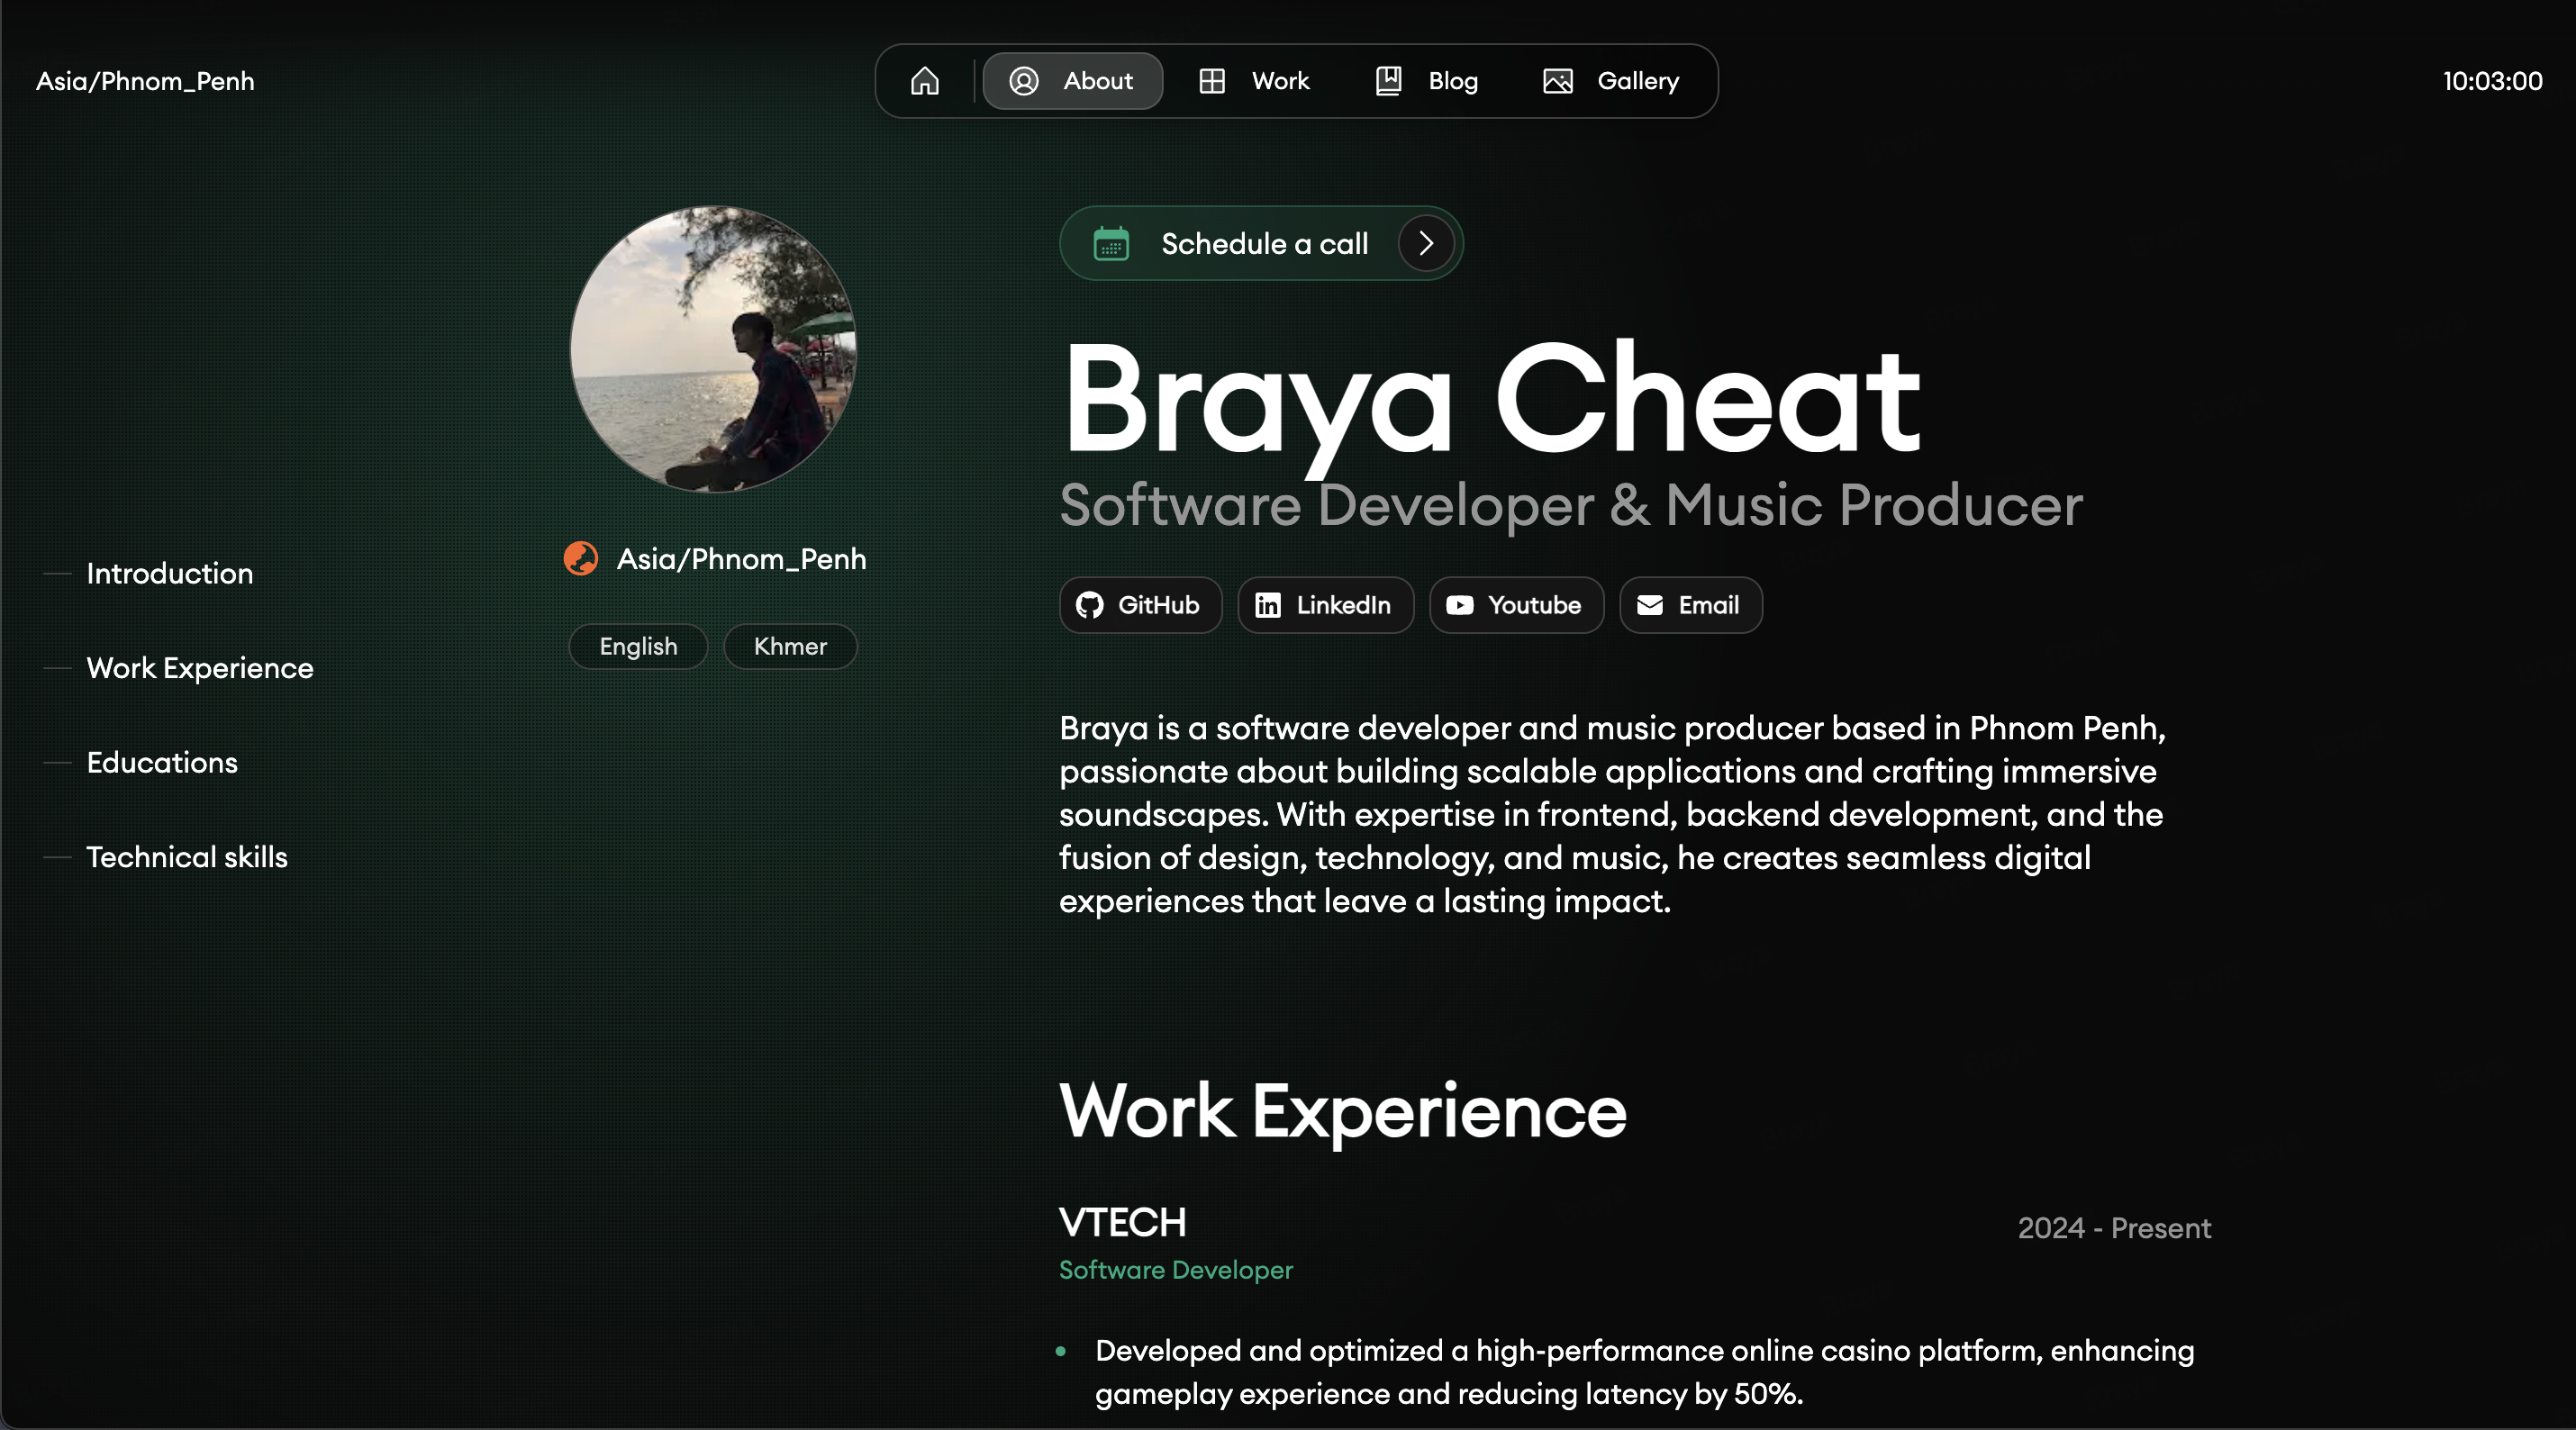 Asia/Phnom_Penh
About
Work
Blog
Gallery
10:03:00
Introduction
Work Experience
Educations
Technical skills
Asia/Phnom_Penh
English
Khmer
Schedule a call
Braya Cheat
Software Developer & Music Producer
GitHub
LinkedIn
Youtube
Email
Braya is a software developer and music producer based in Phnom Penh,
passionate about building scalable applications and crafting immersive
soundscapes. With expertise in frontend, backend development, and the
fusion of design, technology, and music, he creates seamless digital
experiences that leave a lasting impact.
Work Experience
VTECH
2024 - Present
Software Developer
Developed and optimized a high-performance online casino platform, enhancing
gameplay experience and reducing latency by 50%.